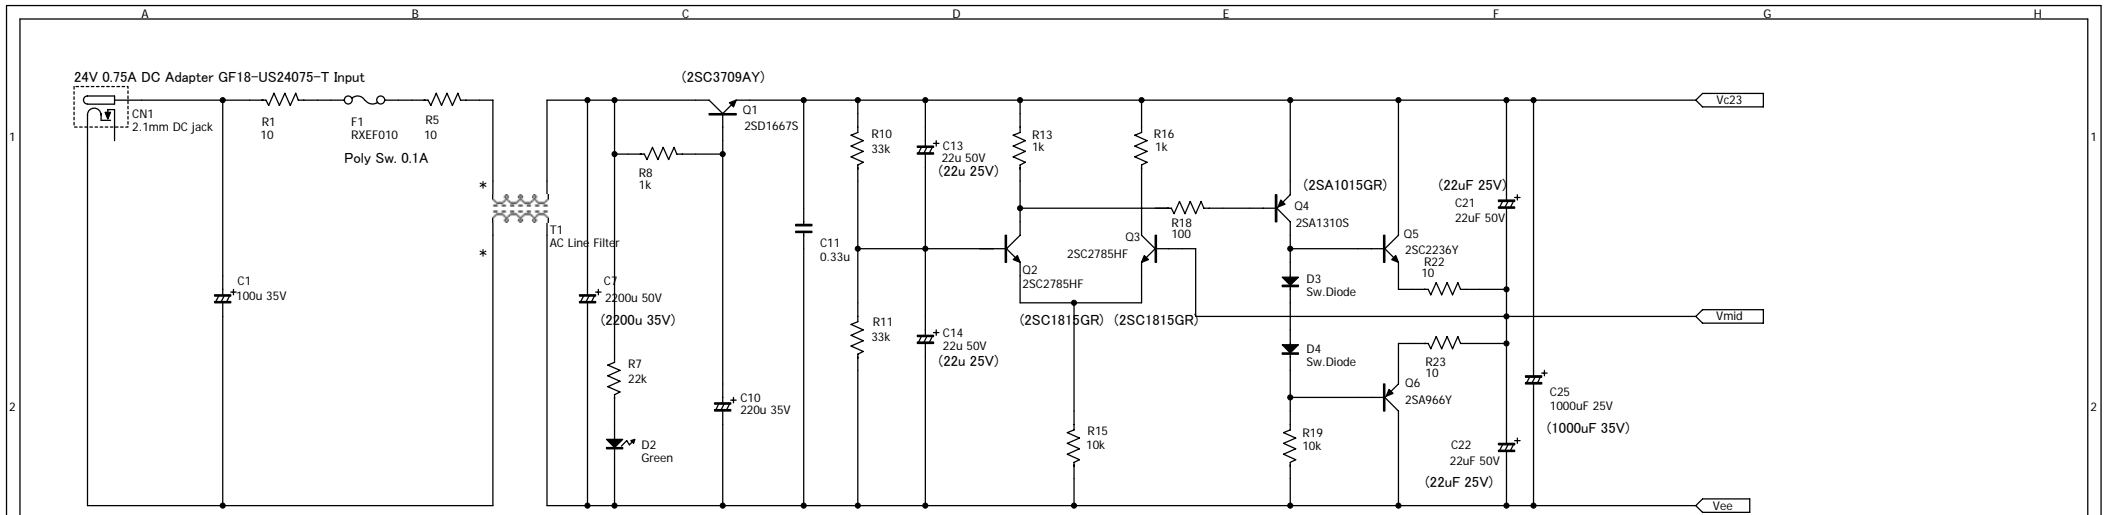 A B C D E F G H
24V 0.75A DC Adapter GF18-US24075-T Input
CN1
2.1mm DC jack
R1
10
F1
RXEF010
Poly Sw. 0.1A
R5
10
C1
100u 35V
*
*
T1
AC Line Filter
(2SC3709AY)
Q1
2SD1667S
R8
1k
C7
2200u 50V
(2200u 35V)
R7
22k
D2
Green
C10
220u 35V
C11
0.33u
R10
33k
R11
33k
C13
22u 50V
(22u 25V)
C14
22u 50V
(22u 25V)
R13
1k
R16
1k
Q2
2SC2785HF
(2SC1815GR)
Q3
2SC2785HF
(2SC1815GR)
R15
10k
R18
100
(2SA1015GR)
Q4
2SA1310S
D3
Sw.Diode
D4
Sw.Diode
R19
10k
Q5
2SC2236Y
R22
10
R23
10
Q6
2SA966Y
(22uF 25V)
C21
22uF 50V
C22
22uF 50V
(22uF 25V)
C25
1000uF 25V
(1000uF 35V)
Vc23
Vmid
Vee
1
2
1
2